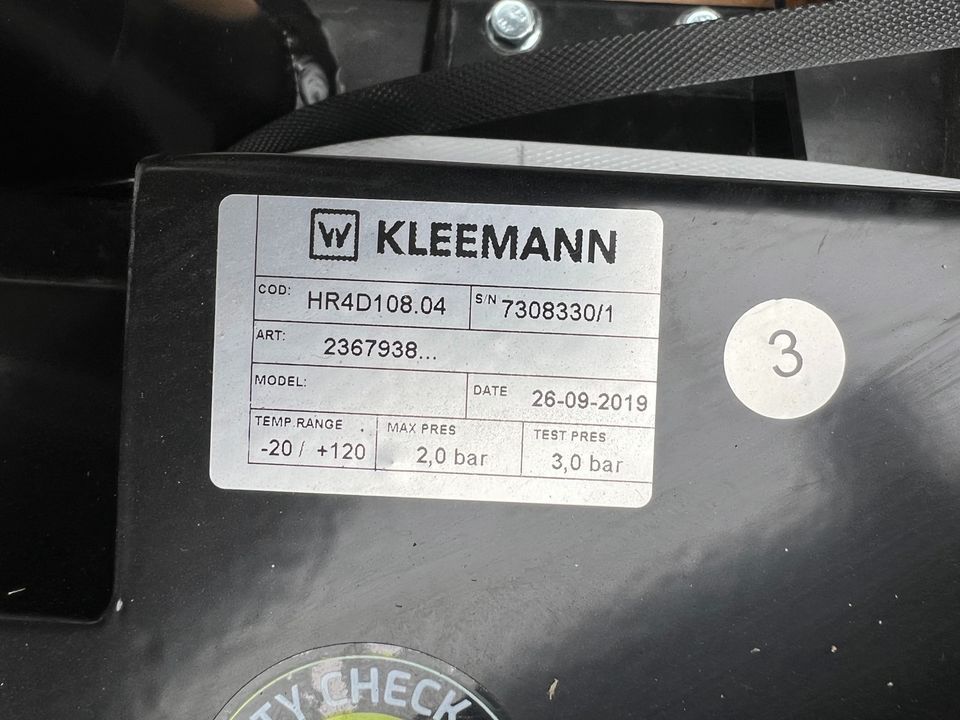 W KLEEMANN
COD: HR4D108.04 S/N 7308330/1
ART: 2367938...
MODEL: DATE 26-09-2019
TEMP.RANGE MAX PRES TEST PRES
-20 / +120 2,0 bar 3,0 bar
3
TY CHECK